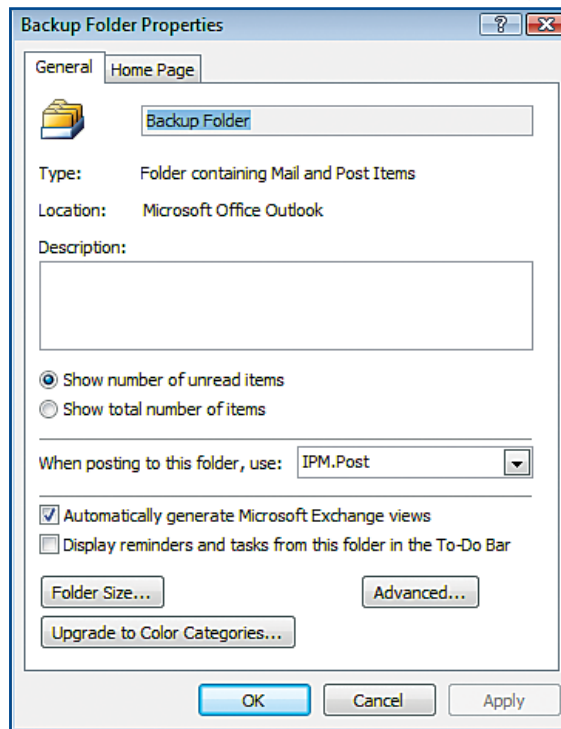 Backup Folder Properties
?
X
General
Home Page
Backup Folder
Type: Folder containing Mail and Post Items
Location: Microsoft Office Outlook
Description:
Show number of unread items
Show total number of items
When posting to this folder, use: IPM.Post
Automatically generate Microsoft Exchange views
Display reminders and tasks from this folder in the To-Do Bar
Folder Size...
Advanced...
Upgrade to Color Categories...
OK
Cancel
Apply